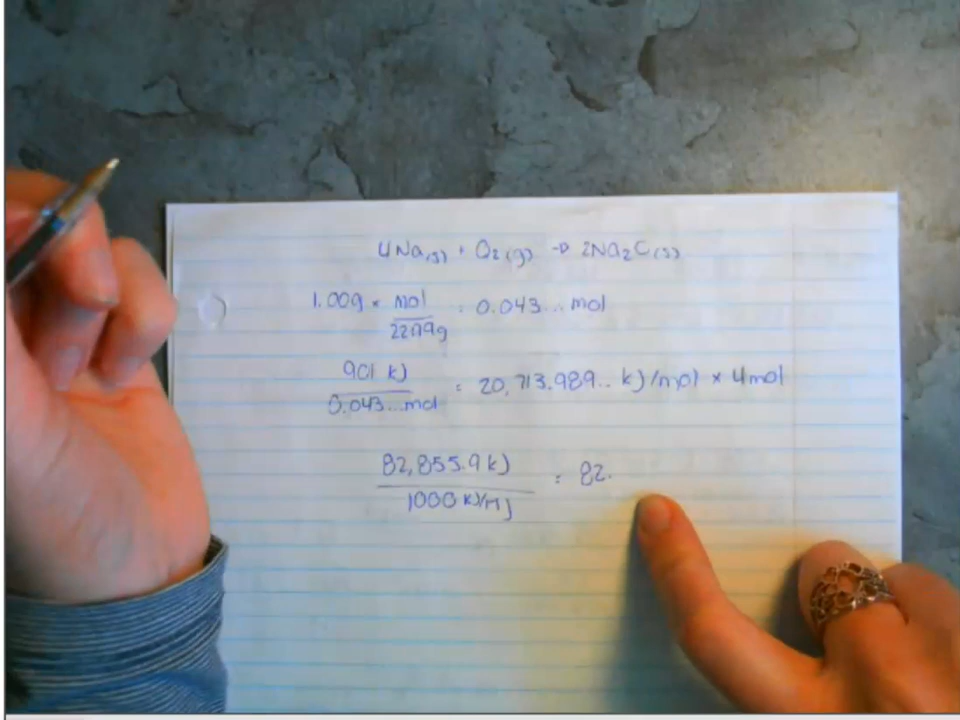 4Na(s) + O2(g) → 2Na2O(s)
1.00g × mol/22.99g = 0.043... mol
901 kJ/0.043...mol = 20,713.989.. kJ/mol × 4mol
82,855.9 kJ/1000 kJ/MJ = 82.